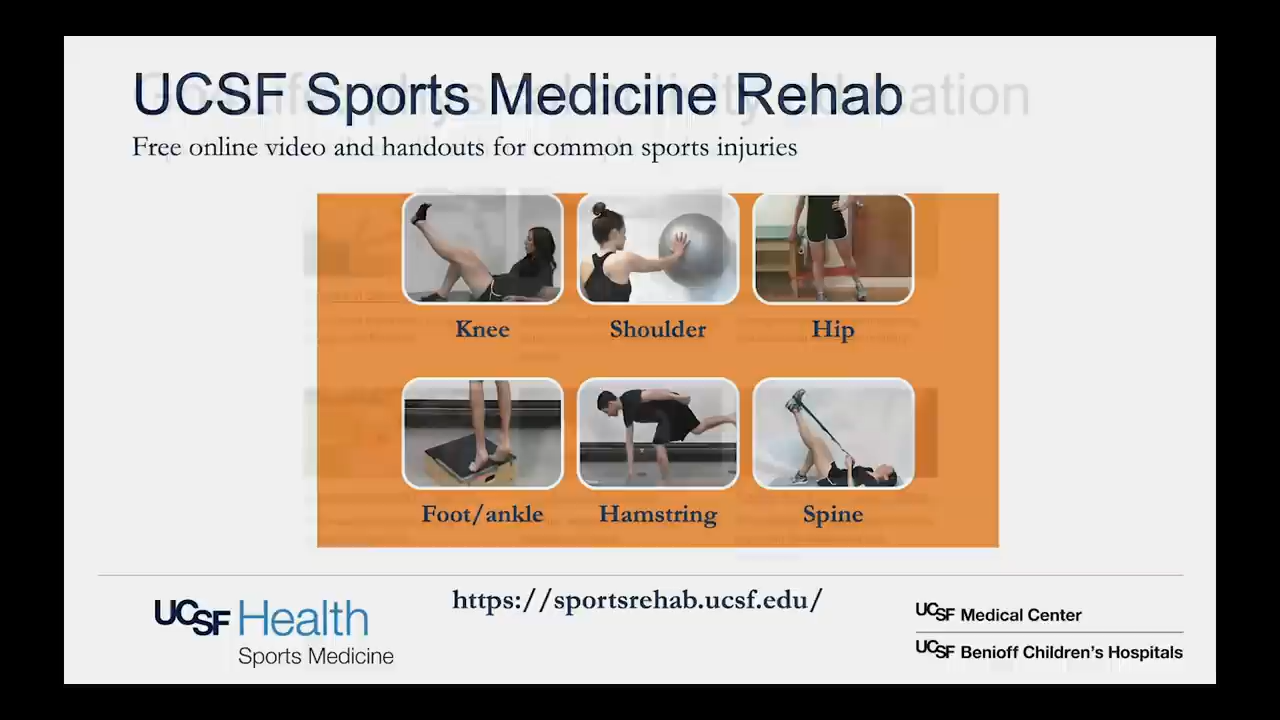 UCSF Sports Medicine Rehab
Free online video and handouts for common sports injuries
Knee
Shoulder
Hip
Foot/ankle
Hamstring
Spine
https://sportsrehab.ucsf.edu/
UCSF Health
Sports Medicine
UCSF Medical Center
UCSF Benioff Children's Hospitals